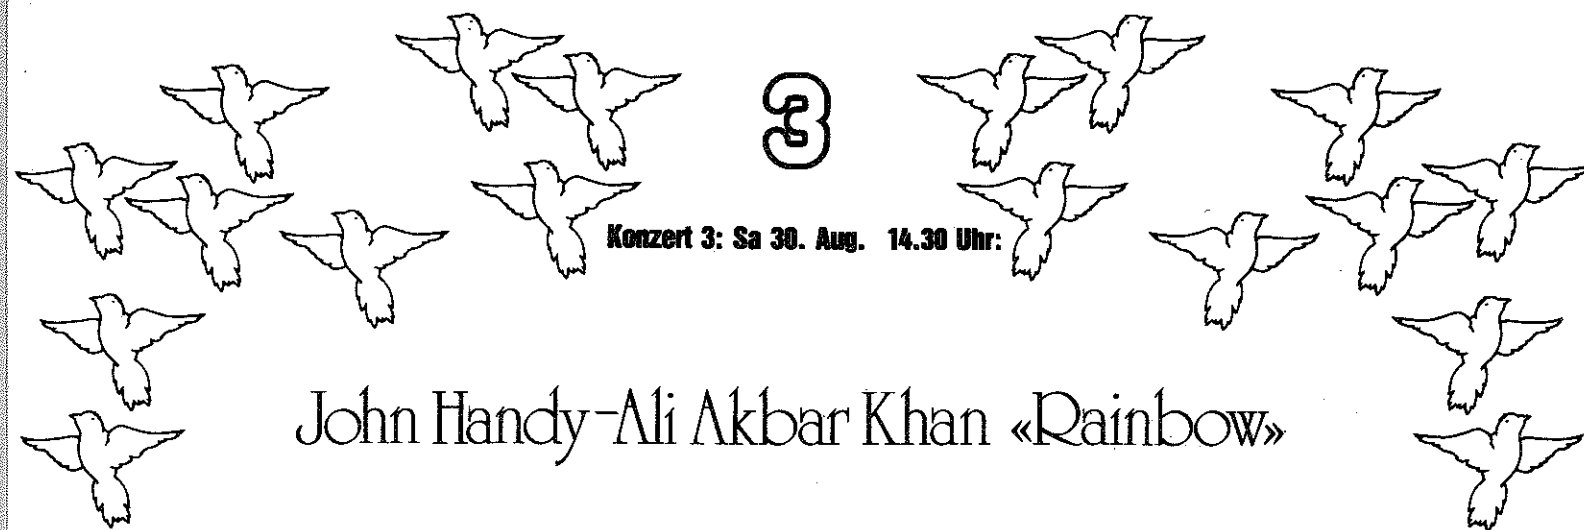 3
Konzert 3: Sa 30. Aug. 14.30 Uhr:
John Handy-Ali Akbar Khan «Rainbow»